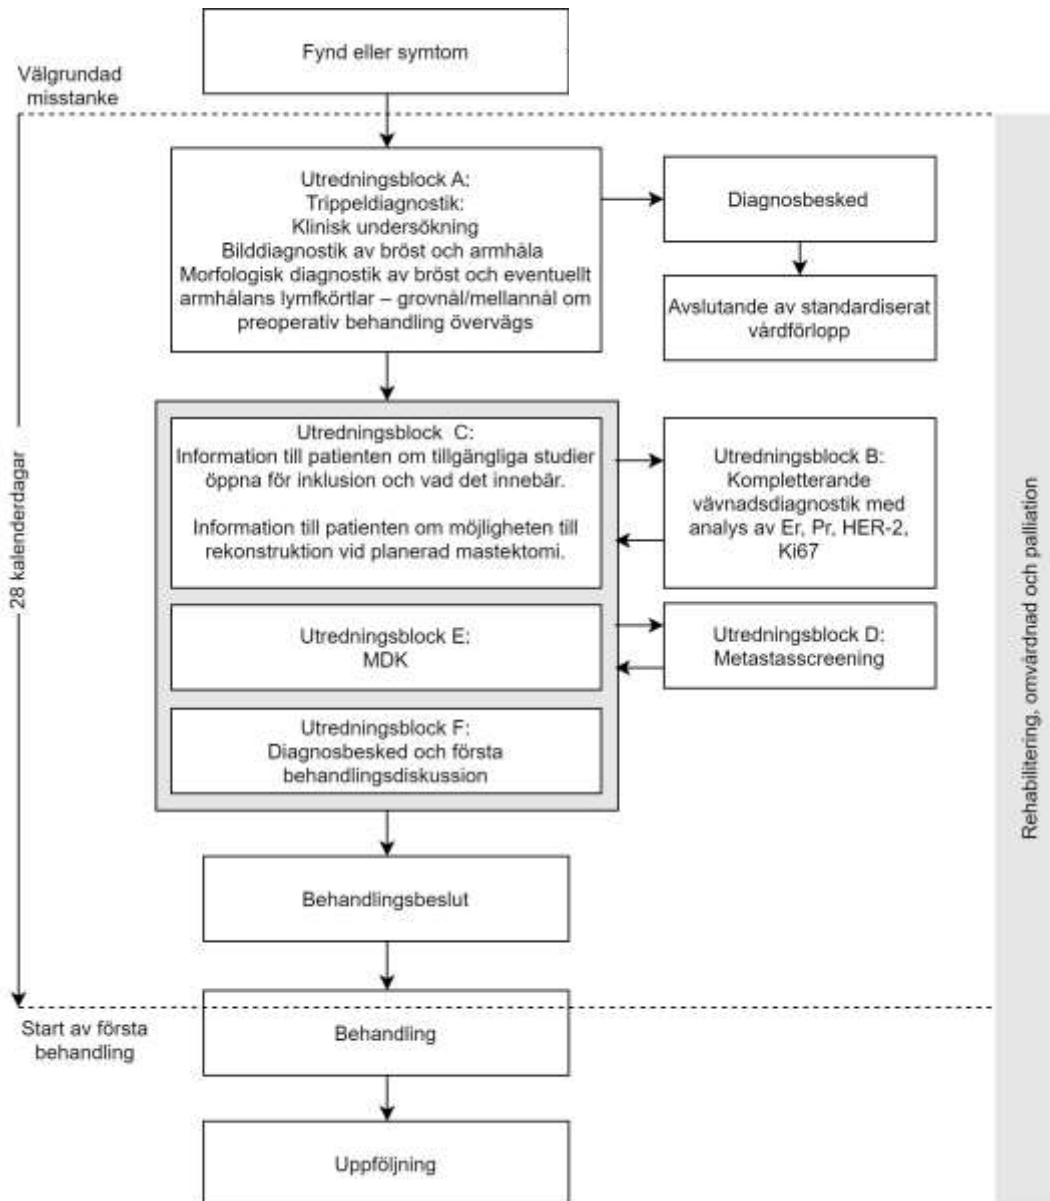 Fynd eller symtom
Välgrundad
misstanke
Utredningsblock A:
Trippeldiagnostik:
Klinisk undersökning
Bilddiagnostik av bröst och armhåla
Morfologisk diagnostik av bröst och eventuellt
armhålans lymfkörtlar – grovnål/mellannål om
preoperativ behandling övervägs
Diagnosbesked
Avslutande av standardiserat
vårdförlopp
28 kalenderdagar
Utredningsblock C:
Information till patienten om tillgängliga studier
öppna för inklusion och vad det innebär.
Information till patienten om möjligheten till
rekonstruktion vid planerad mastektomi.
Utredningsblock B:
Kompletterande
vävnadsdiagnostik med
analys av Er, Pr, HER-2,
Ki67
Utredningsblock E:
MDK
Utredningsblock D:
Metastasscreening
Utredningsblock F:
Diagnosbesked och första
behandlingsdiskussion
Rehabilitering, omvårdnad och palliation
Behandlingsbeslut
Start av första
behandling
Behandling
Uppföljning